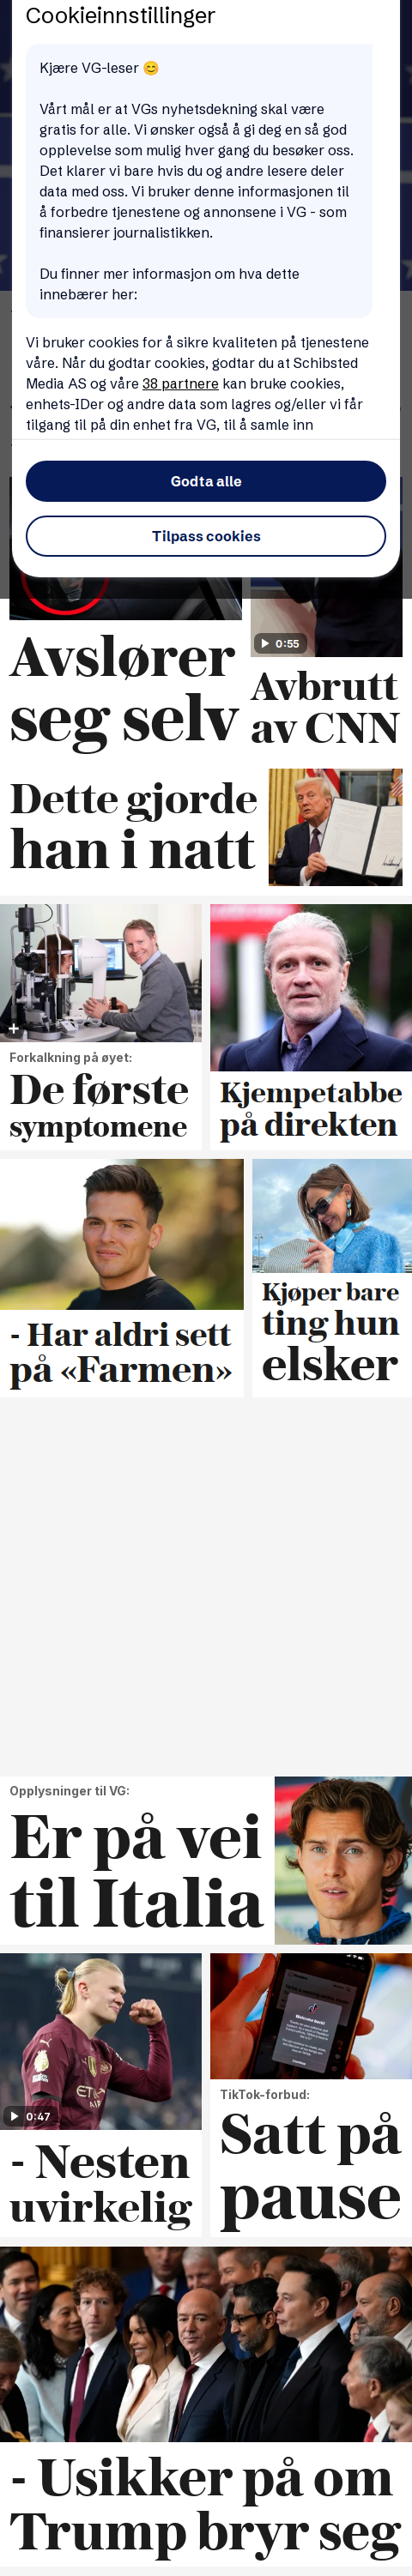 Cookieinnstillinger
Kjære VG-leser 😊
Vårt mål er at VGs nyhetsdekning skal være
gratis for alle. Vi ønsker også å gi deg en så god
opplevelse som mulig hver gang du besøker oss.
Det klarer vi bare hvis du og andre lesere deler
data med oss. Vi bruker denne informasjonen til
å forbedre tjenestene og annonsene i VG - som
finansierer journalistikken.
Du finner mer informasjon om hva dette
innebærer her:
Vi bruker cookies for å sikre kvaliteten på tjenestene
våre. Når du godtar cookies, godtar du at Schibsted
Media AS og våre 38 partnere kan bruke cookies,
enhets-IDer og andre data som lagres og/eller vi får
tilgang til på din enhet fra VG, til å samle inn
Godta alle
Tilpass cookies
0:55
Avslører
seg selv
Avbrutt
av CNN
Dette gjorde
han i natt
Forkalkning på øyet:
De første
symptomene
Kjempetabbe
på direkten
- Har aldri sett
på «Farmen»
Kjøper bare
ting hun
elsker
Opplysninger til VG:
Er på vei
til Italia
0:47
- Nesten
uvirkelig
TikTok-forbud:
Satt på
pause
- Usikker på om
Trump bryr seg